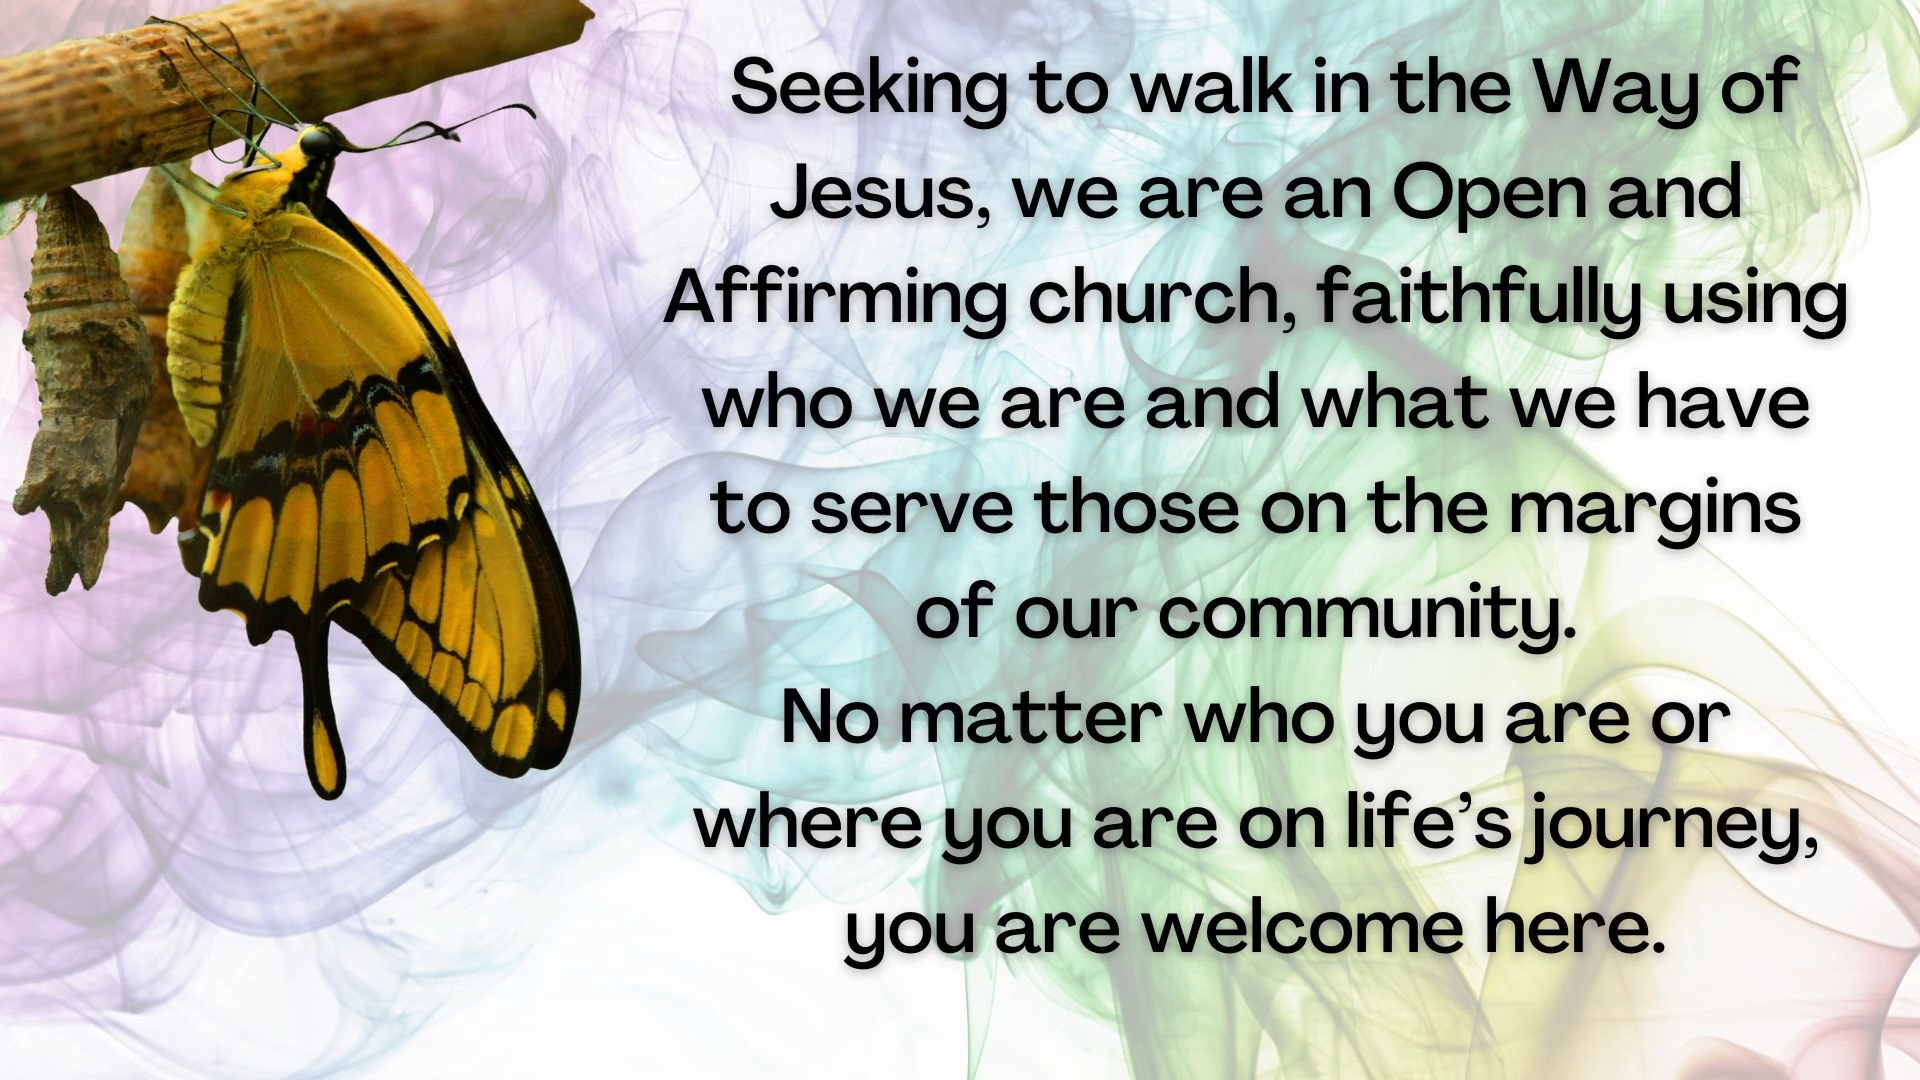 Seeking to walk in the Way of
Jesus, we are an Open and
Affirming church, faithfully using
who we are and what we have
to serve those on the margins
of our community.
No matter who you are or
where you are on life’s journey,
you are welcome here.